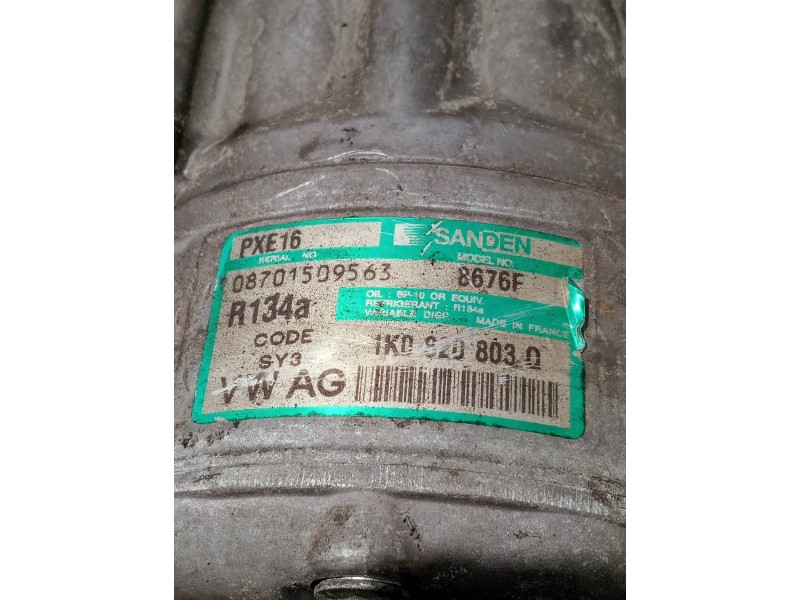 PXE16
SANDEN
SERIAL NO
MODEL NO.
08701509563
8676F
R134a
OIL : SP-10 OR EQUIV.
REFRIGERANT : R134a
VARIABLE DISP
MADE IN FRANCE
CODE
SY3
1K0 820 803 Q
VW AG